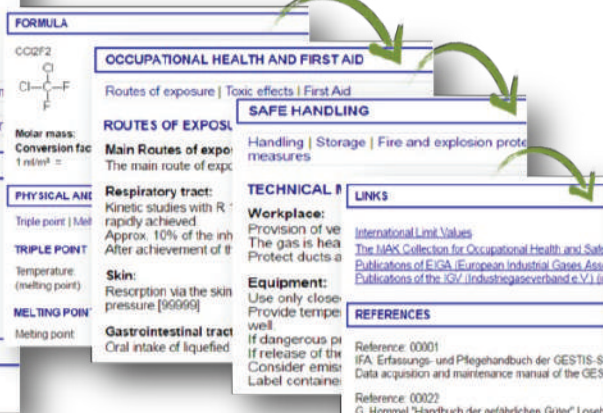 FORMULA
CCl2F2
Cl
Cl—C—F
F
Molar mass:
Conversion fac
1 ml/m³ =
PHYSICAL AND
Triple point | Mel
TRIPLE POINT
Temperature
(melting point)
MELTING POINT
Melting point
OCCUPATIONAL HEALTH AND FIRST AID
Routes of exposure | Toxic effects | First Aid
ROUTES OF EXPOSU
Main Routes of expo
The main route of expo
Respiratory tract:
Kinetic studies with R
rapidly achieved.
Approx. 10% of the inh
After achievement of th
Skin:
Resorption via the skin
pressure [99999]
Gastrointestinal tract
Oral intake of liquefied
SAFE HANDLING
Handling | Storage | Fire and explosion prote
measures
TECHNICAL M
Workplace:
Provision of ve
The gas is hea
Protect ducts a
Equipment:
Use only close
Provide tempe
well.
If dangerous pr
If release of the
Consider emiss
Label containe
LINKS
International Limit Values
The MAK Collection for Occupational Health and Safe
Publications of EIGA (European Industrial Gases Ass
Publications of the IGV (Industriegaseverband e.V.) (i
REFERENCES
Reference: 00001
IFA: Erfassungs- und Pflegehandbuch der GESTIS-S
Data acquisition and maintenance manual of the GES
Reference: 00022
G. Hommel "Handbuch der gefährlichen Güter" Losel